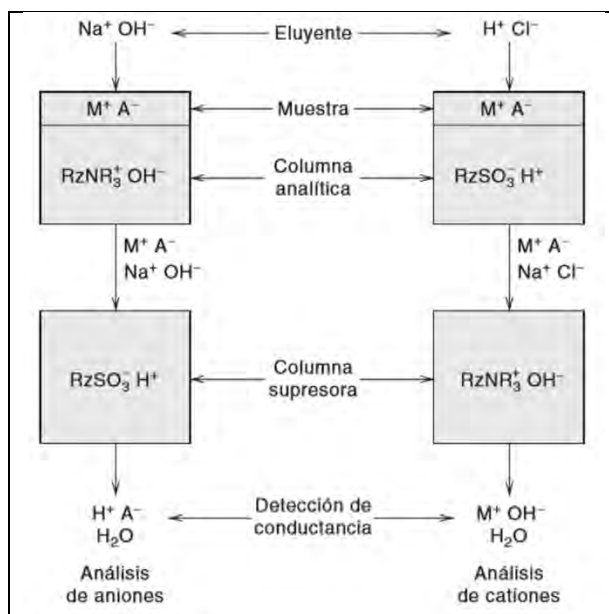 Na⁺ OH⁻ Eluyente H⁺ Cl⁻
M⁺ A⁻ Muestra M⁺ A⁻
RzNR₃⁺ OH⁻ Columna analítica RzSO₃⁻ H⁺
M⁺ A⁻ M⁺ A⁻
Na⁺ OH⁻ Na⁺ Cl⁻
RzSO₃⁻ H⁺ Columna supresora RzNR₃⁺ OH⁻
H⁺ A⁻ Detección de conductancia M⁺ OH⁻
H₂O H₂O
Análisis Análisis
de aniones de cationes